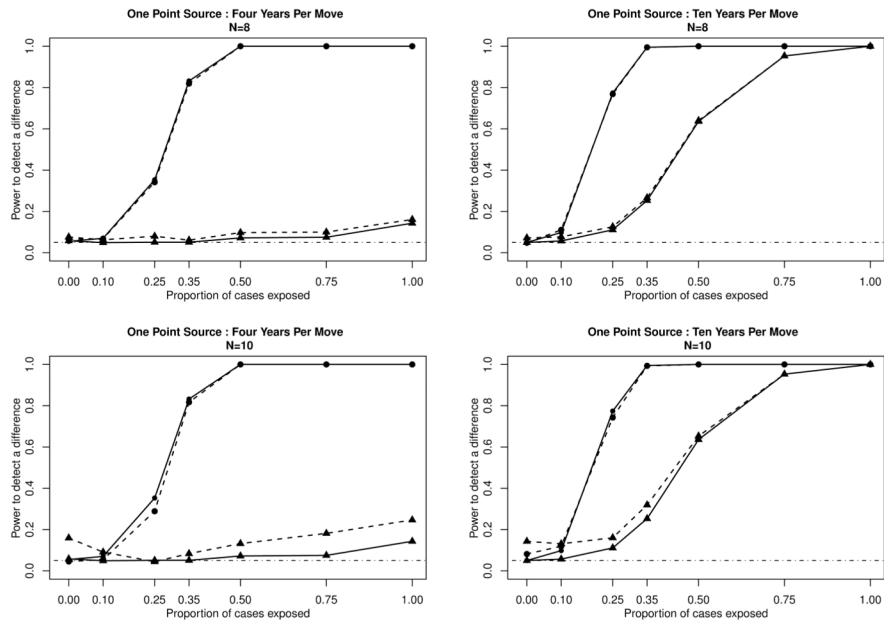 One Point Source : Four Years Per Move
N=8
Power to detect a difference
0.0 0.2 0.4 0.6 0.8 1.0
0.00 0.10 0.25 0.35 0.50 0.75 1.00
Proportion of cases exposed
One Point Source : Ten Years Per Move
N=8
Power to detect a difference
0.0 0.2 0.4 0.6 0.8 1.0
0.00 0.10 0.25 0.35 0.50 0.75 1.00
Proportion of cases exposed
One Point Source : Four Years Per Move
N=10
Power to detect a difference
0.0 0.2 0.4 0.6 0.8 1.0
0.00 0.10 0.25 0.35 0.50 0.75 1.00
Proportion of cases exposed
One Point Source : Ten Years Per Move
N=10
Power to detect a difference
0.0 0.2 0.4 0.6 0.8 1.0
0.00 0.10 0.25 0.35 0.50 0.75 1.00
Proportion of cases exposed